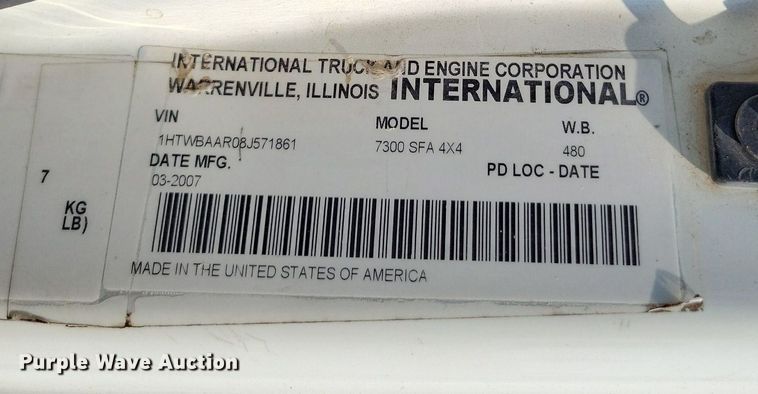 INTERNATIONAL TRUCK AND ENGINE CORPORATION
WARRENVILLE, ILLINOIS INTERNATIONAL®
VIN MODEL W.B.
1HTWBAAR08J571861 7300 SFA 4X4 480
DATE MFG. PD LOC - DATE
03-2007
7
KG
LB)
MADE IN THE UNITED STATES OF AMERICA
Purple Wave Auction